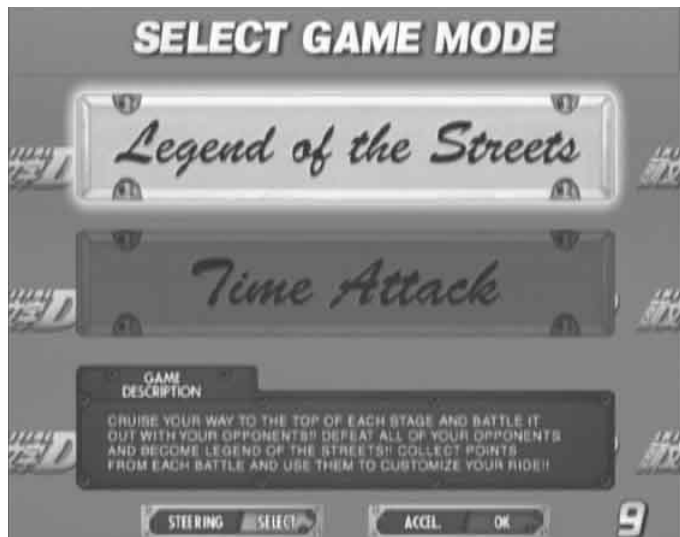 SELECT GAME MODE
Legend of the Streets
Time Attack
GAME
DESCRIPTION
CRUISE YOUR WAY TO THE TOP OF EACH STAGE AND BATTLE IT
OUT WITH YOUR OPPONENTS!! DEFEAT ALL OF YOUR OPPONENTS
AND BECOME LEGEND OF THE STREETS!! COLLECT POINTS
FROM EACH BATTLE AND USE THEM TO CUSTOMIZE YOUR RIDE!!
STEERING SELECT ACCEL. OK
9